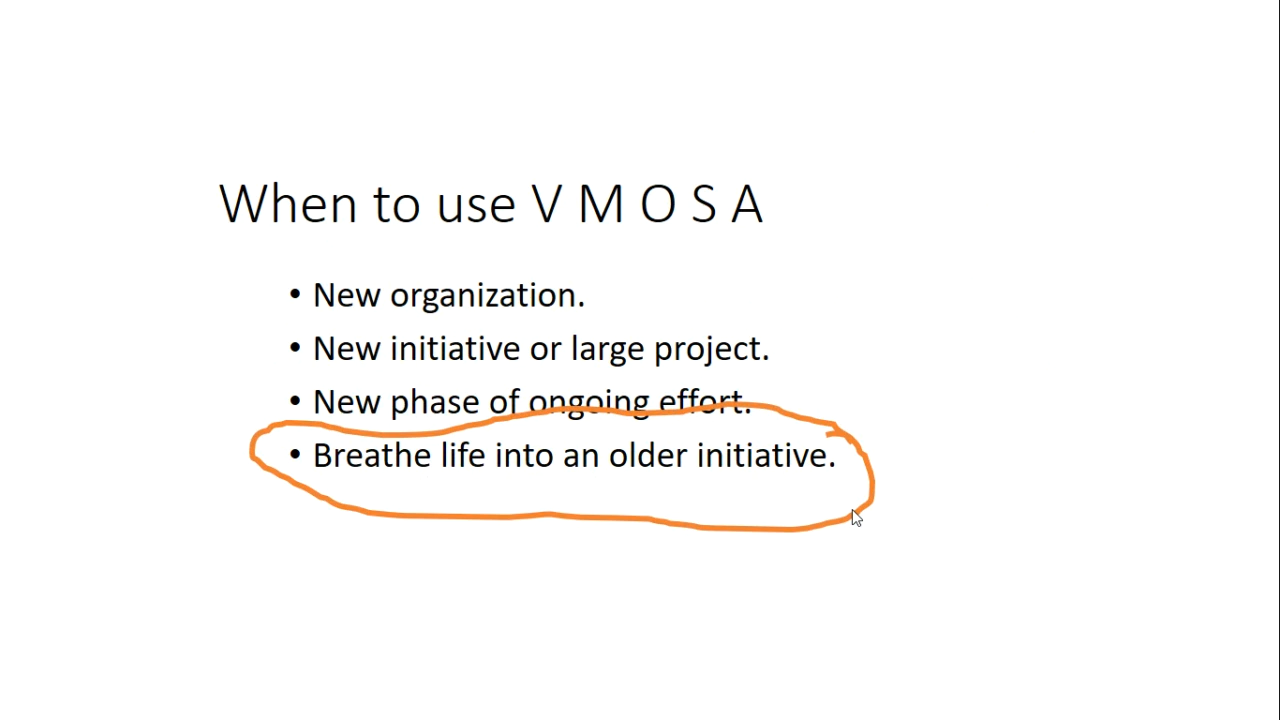 When to use V M O S A
• New organization.
• New initiative or large project.
• New phase of ongoing effort.
• Breathe life into an older initiative.